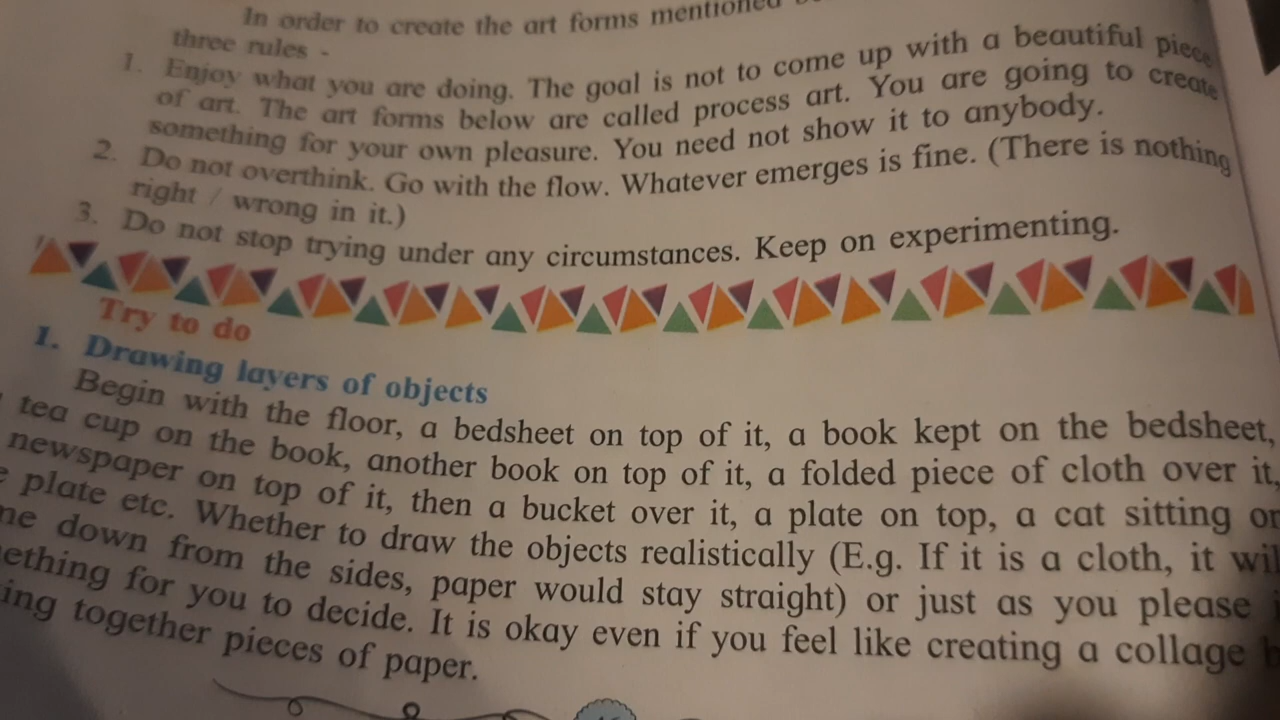 In order to create the art forms mentioned
three rules -
1. Enjoy what you are doing. The goal is not to come up with a beautiful piece
of art. The art forms below are called process art. You are going to create
something for your own pleasure. You need not show it to anybody.
2. Do not overthink. Go with the flow. Whatever emerges is fine. (There is nothing
right / wrong in it.)
3. Do not stop trying under any circumstances. Keep on experimenting.
Try to do
1. Drawing layers of objects
Begin with the floor, a bedsheet on top of it, a book kept on the bedsheet,
tea cup on the book, another book on top of it, a folded piece of cloth over it,
newspaper on top of it, then a bucket over it, a plate on top, a cat sitting
plate etc. Whether to draw the objects realistically (E.g. If it is a cloth, it
down from the sides, paper would stay straight) or just as you please
for you to decide. It is okay even if you feel like creating a collage
together pieces of paper.